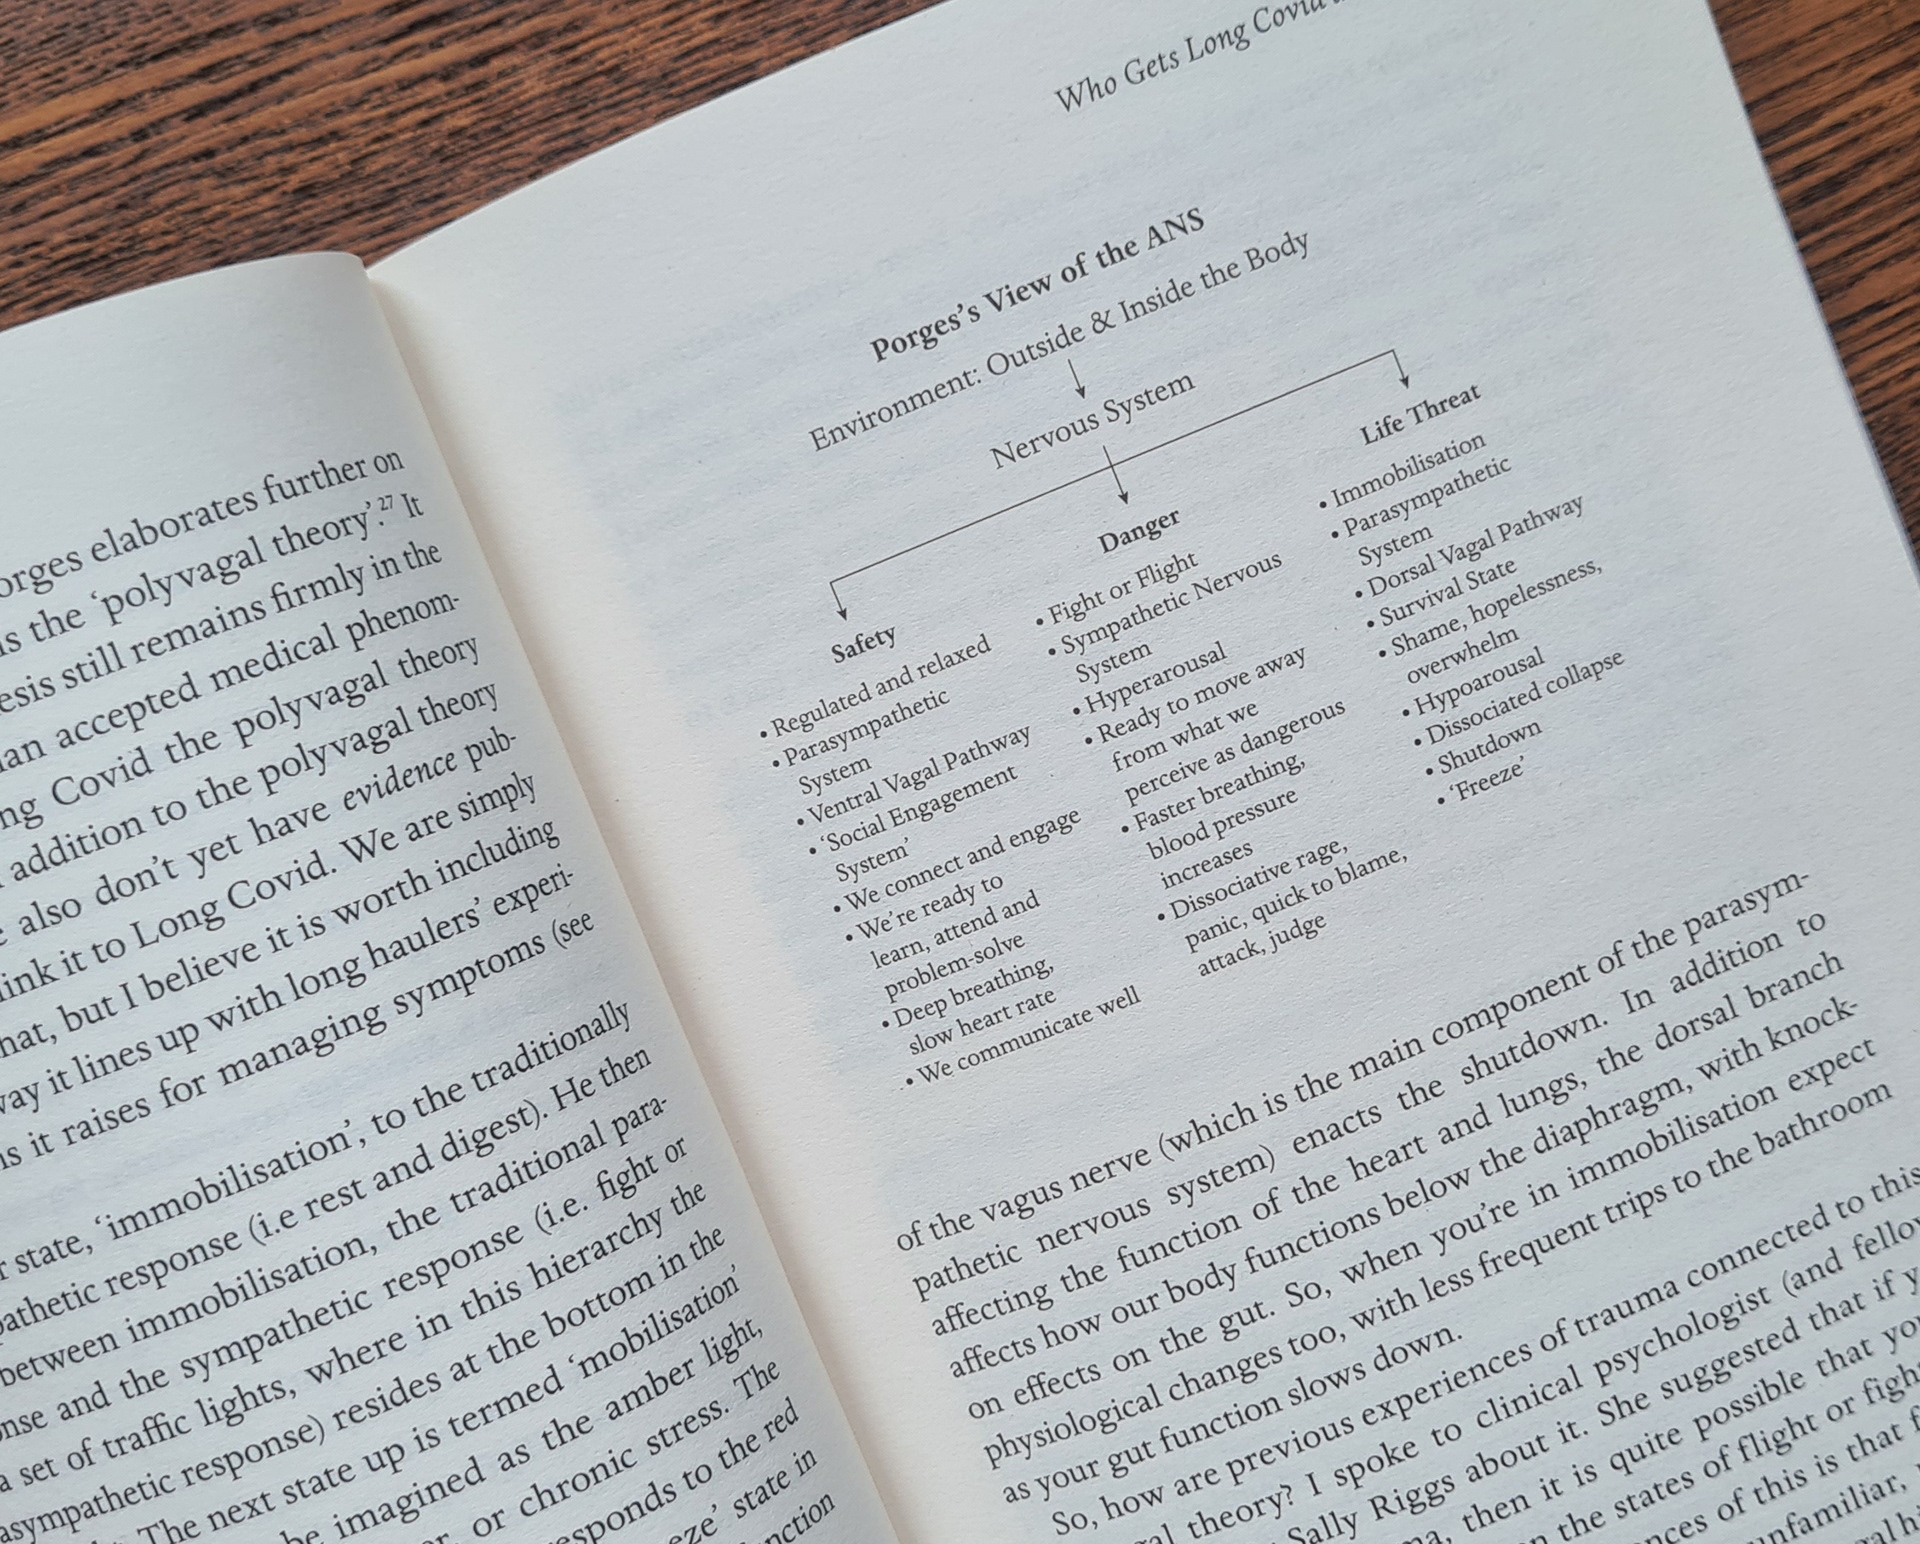 elaborates further on
the ‘polyvagal theory’.27 It
still remains firmly in the
an accepted medical phenom-
Covid the polyvagal theory
addition to the polyvagal theory
also don’t yet have evidence pub-
link it to Long Covid. We are simply
but I believe it is worth including
it lines up with long haulers’ experi-
it raises for managing symptoms (see
state, ‘immobilisation’, to the traditionally
response (i.e rest and digest). He then
between immobilisation, the traditional para-
and the sympathetic response (i.e. fight or
a set of traffic lights, where in this hierarchy the
response) resides at the bottom in the
The next state up is termed ‘mobilisation’
be imagined as the amber light,
or chronic stress. The
to the red
state in
Who Gets Long Covid
Porges’s View of the ANS
Environment: Outside & Inside the Body
Nervous System
Safety
• Regulated and relaxed
• Parasympathetic
System
• Ventral Vagal Pathway
• ‘Social Engagement
System’
• We connect and engage
• We’re ready to
learn, attend and
problem-solve
• Deep breathing,
slow heart rate
• We communicate well
Danger
• Fight or Flight
• Sympathetic Nervous
System
• Hyperarousal
• Ready to move away
from what we
perceive as dangerous
• Faster breathing,
blood pressure
increases
• Dissociative rage,
panic, quick to blame,
attack, judge
Life Threat
• Immobilisation
• Parasympathetic
System
• Dorsal Vagal Pathway
• Survival State
• Shame, hopelessness,
overwhelm
• Hypoarousal
• Dissociated collapse
• Shutdown
• ‘Freeze’
of the vagus nerve (which is the main component of the parasym-
pathetic nervous system) enacts the shutdown. In addition to
affecting the function of the heart and lungs, the dorsal branch
affects how our body functions below the diaphragm, with knock-
on effects on the gut. So, when you’re in immobilisation expect
physiological changes too, with less frequent trips to the bathroom
as your gut function slows down.
So, how are previous experiences of trauma connected to this
theory? I spoke to clinical psychologist (and
Sally Riggs about it. She suggested that if
then it is quite possible that
the states of flight or
of this is that
unfamiliar,